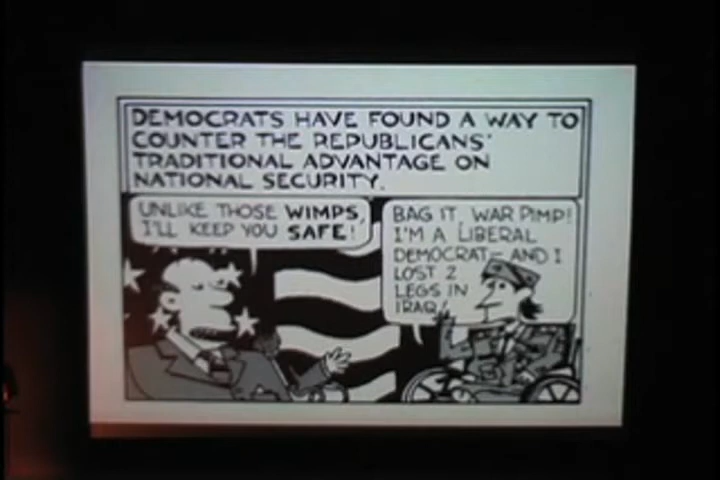 DEMOCRATS HAVE FOUND A WAY TO
COUNTER THE REPUBLICANS'
TRADITIONAL ADVANTAGE ON
NATIONAL SECURITY.
UNLIKE THOSE WIMPS,
I'LL KEEP YOU SAFE!
BAG IT, WAR PIMP!
I'M A LIBERAL
DEMOCRAT– AND I
LOST 2
LEGS IN
IRAQ!